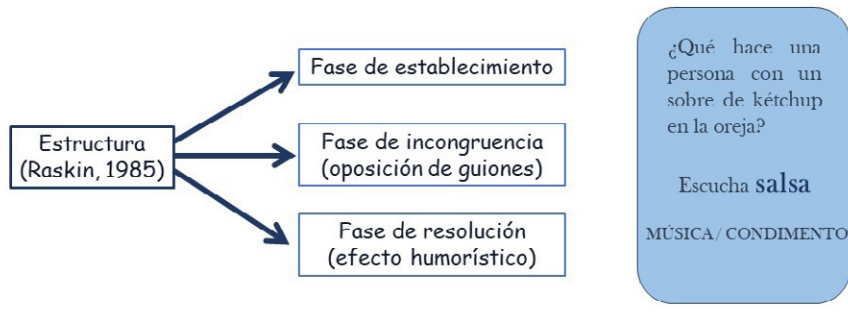 Estructura
(Raskin, 1985)
Fase de establecimiento
Fase de incongruencia
(oposición de guiones)
Fase de resolución
(efecto humorístico)
¿Qué hace una
persona con un
sobre de kétchup
en la oreja?
Escucha salsa
MÚSICA/ CONDIMENTO